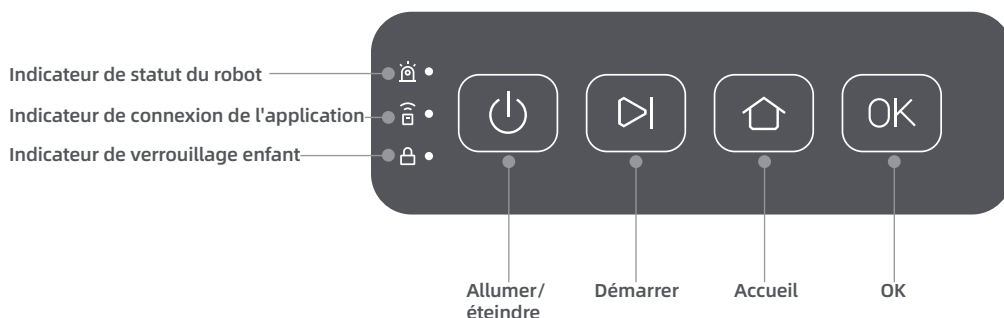 Indicateur de statut du robot
Indicateur de connexion de l'application
Indicateur de verrouillage enfant
OK
Allumer/
éteindre
Démarrer
Accueil
OK